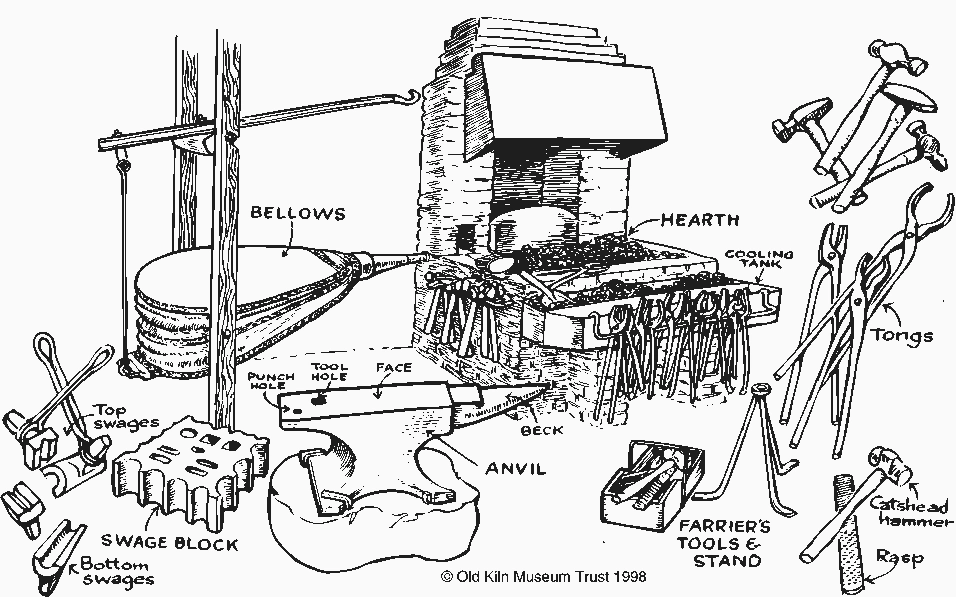 BELLOWS
HEARTH
COOLING
TANK
Tongs
PUNCH
HOLE
TOOL
HOLE
FACE
BECK
ANVIL
Top
swages
SWAGE BLOCK
Bottom
swages
FARRIER'S
TOOLS &
STAND
Catshead
hammer
Rasp
© Old Kiln Museum Trust 1998